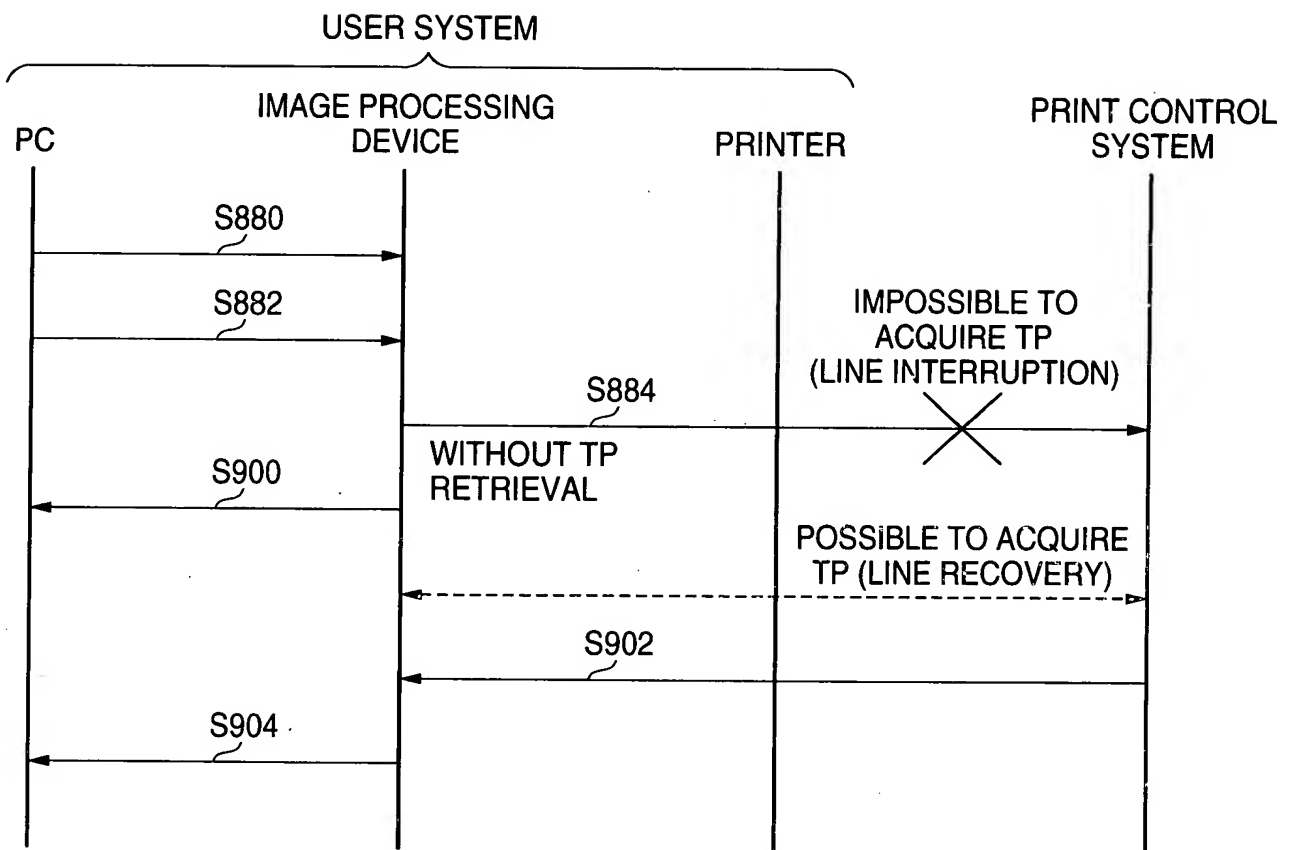 USER SYSTEM
PC
IMAGE PROCESSING
DEVICE
PRINTER
PRINT CONTROL
SYSTEM
S880
S882
IMPOSSIBLE TO
ACQUIRE TP
(LINE INTERRUPTION)
S884
WITHOUT TP
RETRIEVAL
S900
POSSIBLE TO ACQUIRE
TP (LINE RECOVERY)
S902
S904